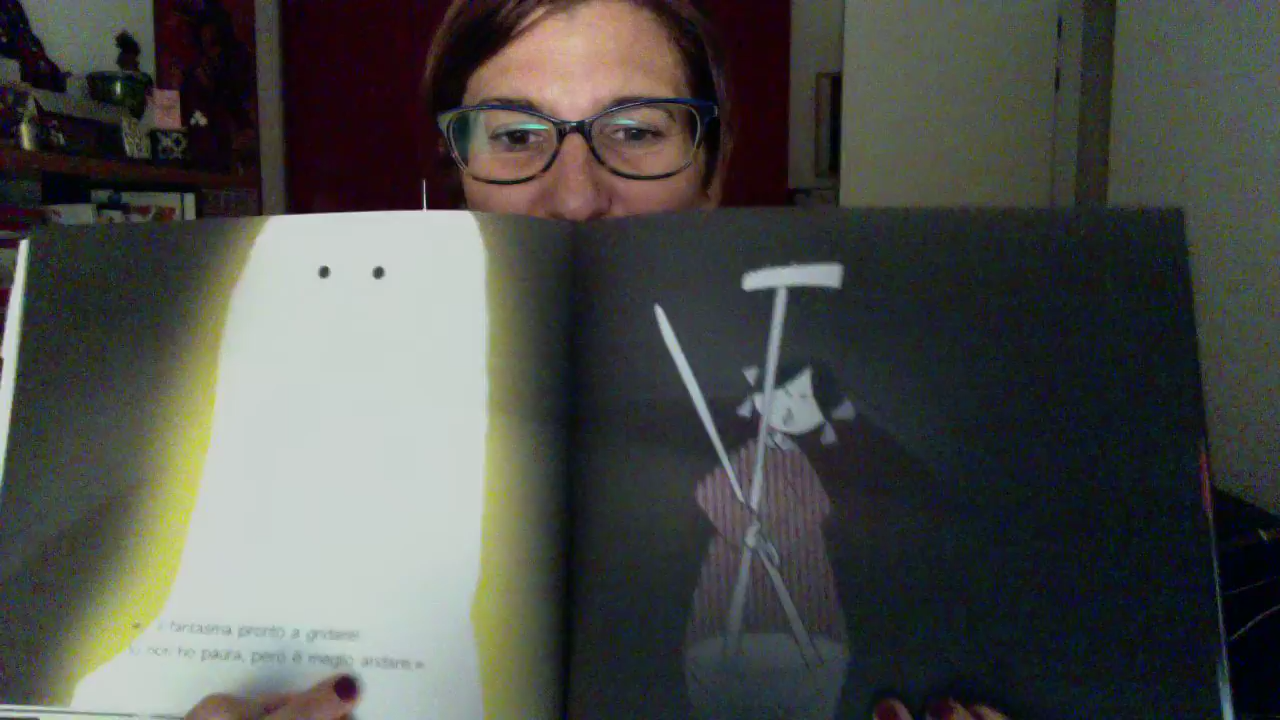 fantasma pronto a gridare!
non ho paura, però è meglio andare.»